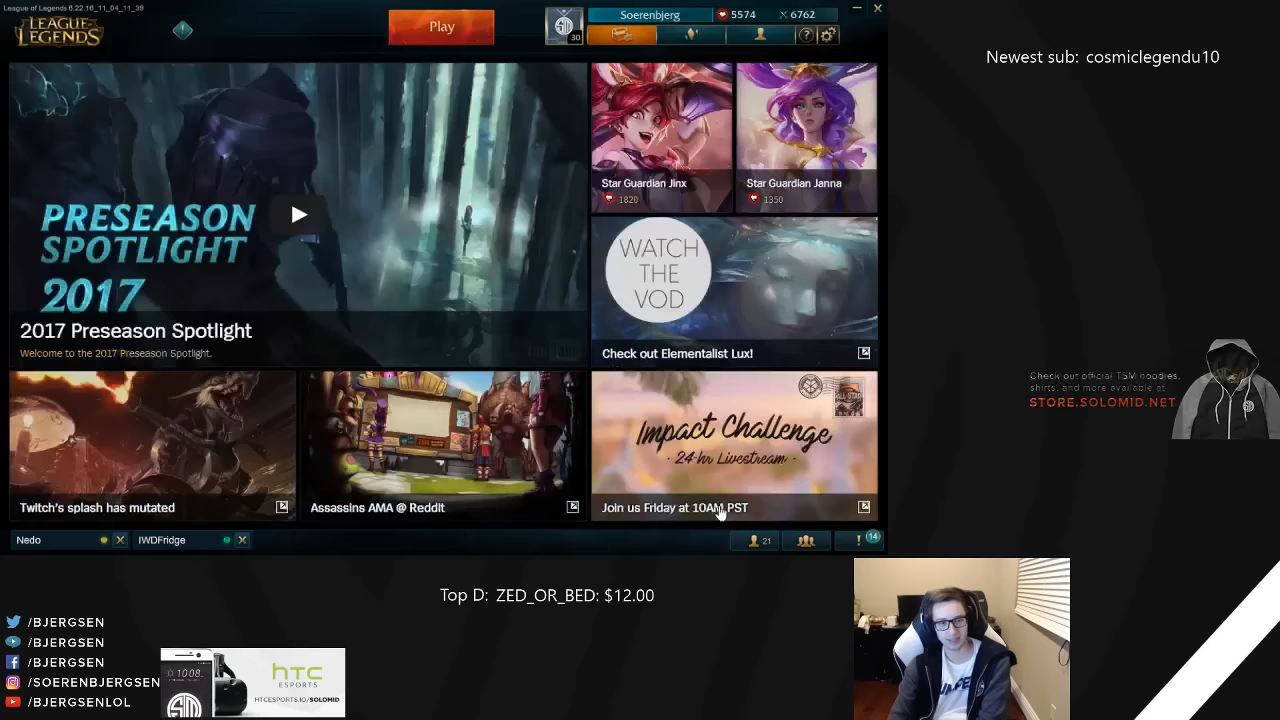 League of Legends 6.22.16_11_04_11_39
LEAGUE OF
LEGENDS
Play
30
Soerenbjerg
5574
6762
?
Newest sub: cosmiclegendu10
PRESEASON
SPOTLIGHT
2017
2017 Preseason Spotlight
Welcome to the 2017 Preseason Spotlight.
Star Guardian Jinx
1820
Star Guardian Janna
1350
WATCH
THE
VOD
Check out Elementalist Lux!
Twitch's splash has mutated
Assassins AMA @ Reddit
Impact Challenge
· 24-hr Livestream ·
Join us Friday at 10AM PST
Check out official TSM hoodies,
shirts, and more available at
STORE.SOLOMID.NET
Nedo
IWDFridge
21
!
14
Top D: ZED_OR_BED: $12.00
/BJERGSEN
/BJERGSEN
/BJERGSEN
/SOERENBJERGSEN
/BJERGSENLOL
10:08
hTC
ESPORTS
HTCESPORTS.IO/SOLOMID